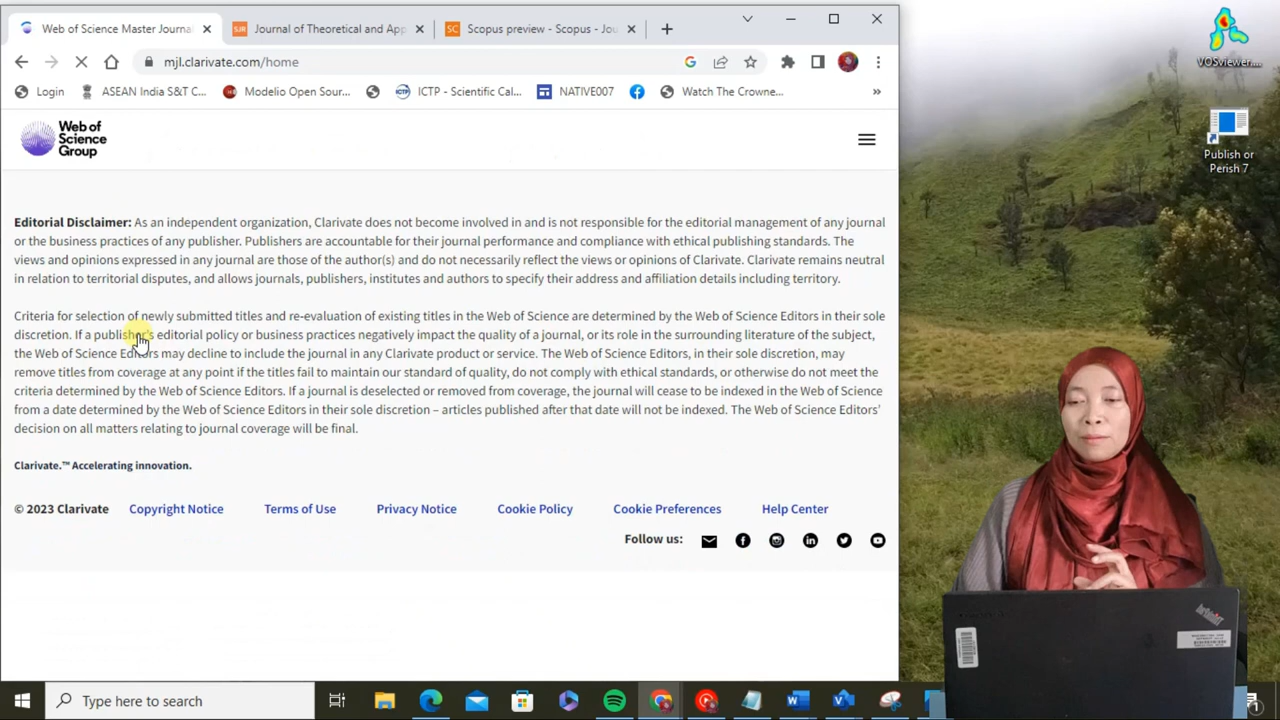 Web of Science Master Journa
Journal of Theoretical and App
Scopus preview - Scopus - Jou
mjl.clarivate.com/home
Login
ASEAN India S&T C...
Modelio Open Sour...
ICTP - Scientific Cal...
NATIVE007
Watch The Crowne...
»
Web of
Science
Group
Editorial Disclaimer: As an independent organization, Clarivate does not become involved in and is not responsible for the editorial management of any journal
or the business practices of any publisher. Publishers are accountable for their journal performance and compliance with ethical publishing standards. The
views and opinions expressed in any journal are those of the author(s) and do not necessarily reflect the views or opinions of Clarivate. Clarivate remains neutral
in relation to territorial disputes, and allows journals, publishers, institutes and authors to specify their address and affiliation details including territory.
Criteria for selection of newly submitted titles and re-evaluation of existing titles in the Web of Science are determined by the Web of Science Editors in their sole
discretion. If a publisher's editorial policy or business practices negatively impact the quality of a journal, or its role in the surrounding literature of the subject,
the Web of Science Editors may decline to include the journal in any Clarivate product or service. The Web of Science Editors, in their sole discretion, may
remove titles from coverage at any point if the titles fail to maintain our standard of quality, do not comply with ethical standards, or otherwise do not meet the
criteria determined by the Web of Science Editors. If a journal is deselected or removed from coverage, the journal will cease to be indexed in the Web of Science
from a date determined by the Web of Science Editors in their sole discretion – articles published after that date will not be indexed. The Web of Science Editors'
decision on all matters relating to journal coverage will be final.
Clarivate.™ Accelerating innovation.
© 2023 Clarivate Copyright Notice Terms of Use Privacy Notice Cookie Policy Cookie Preferences Help Center
Follow us:
Type here to search
VOSviewer....
Publish or
Perish 7
ThinkPad